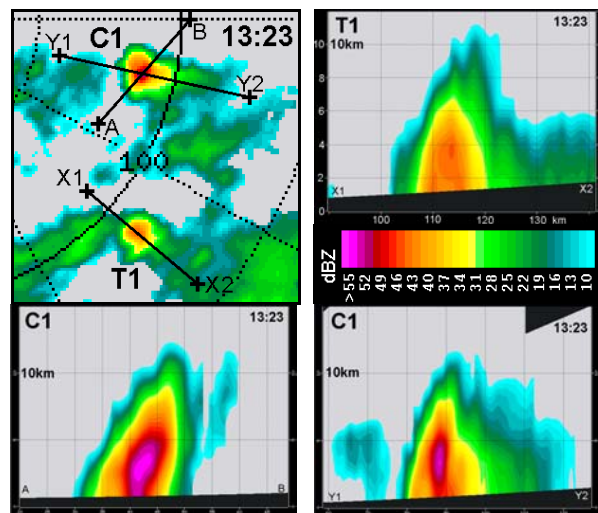 C1 13:23
Y1
B
Y2
A
100
X1
T1
X2
T1 13:23
10 10km
8
6
4
2
0
X1 X2
100 110 120 130 km
dBZ
> 55 52 49 46 43 40 37 34 31 28 25 22 19 16 13 10
C1 13:23
10km
A B
C1 13:23
10km
Y1 Y2